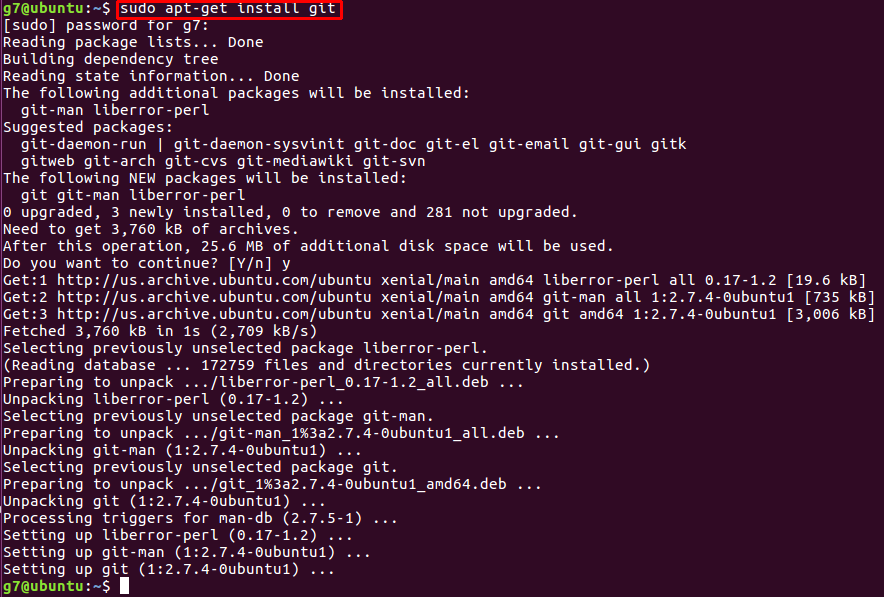 g7@ubuntu:~$ sudo apt-get install git
[sudo] password for g7:
Reading package lists... Done
Building dependency tree
Reading state information... Done
The following additional packages will be installed:
  git-man liberror-perl
Suggested packages:
  git-daemon-run | git-daemon-sysvinit git-doc git-el git-email git-gui gitk
  gitweb git-arch git-cvs git-mediawiki git-svn
The following NEW packages will be installed:
  git git-man liberror-perl
0 upgraded, 3 newly installed, 0 to remove and 281 not upgraded.
Need to get 3,760 kB of archives.
After this operation, 25.6 MB of additional disk space will be used.
Do you want to continue? [Y/n] y
Get:1 http://us.archive.ubuntu.com/ubuntu xenial/main amd64 liberror-perl all 0.17-1.2 [19.6 kB]
Get:2 http://us.archive.ubuntu.com/ubuntu xenial/main amd64 git-man all 1:2.7.4-0ubuntu1 [735 kB]
Get:3 http://us.archive.ubuntu.com/ubuntu xenial/main amd64 git amd64 1:2.7.4-0ubuntu1 [3,006 kB]
Fetched 3,760 kB in 1s (2,709 kB/s)
Selecting previously unselected package liberror-perl.
(Reading database ... 172759 files and directories currently installed.)
Preparing to unpack .../liberror-perl_0.17-1.2_all.deb ...
Unpacking liberror-perl (0.17-1.2) ...
Selecting previously unselected package git-man.
Preparing to unpack .../git-man_1%3a2.7.4-0ubuntu1_all.deb ...
Unpacking git-man (1:2.7.4-0ubuntu1) ...
Selecting previously unselected package git.
Preparing to unpack .../git_1%3a2.7.4-0ubuntu1_amd64.deb ...
Unpacking git (1:2.7.4-0ubuntu1) ...
Processing triggers for man-db (2.7.5-1) ...
Setting up liberror-perl (0.17-1.2) ...
Setting up git-man (1:2.7.4-0ubuntu1) ...
Setting up git (1:2.7.4-0ubuntu1) ...
g7@ubuntu:~$